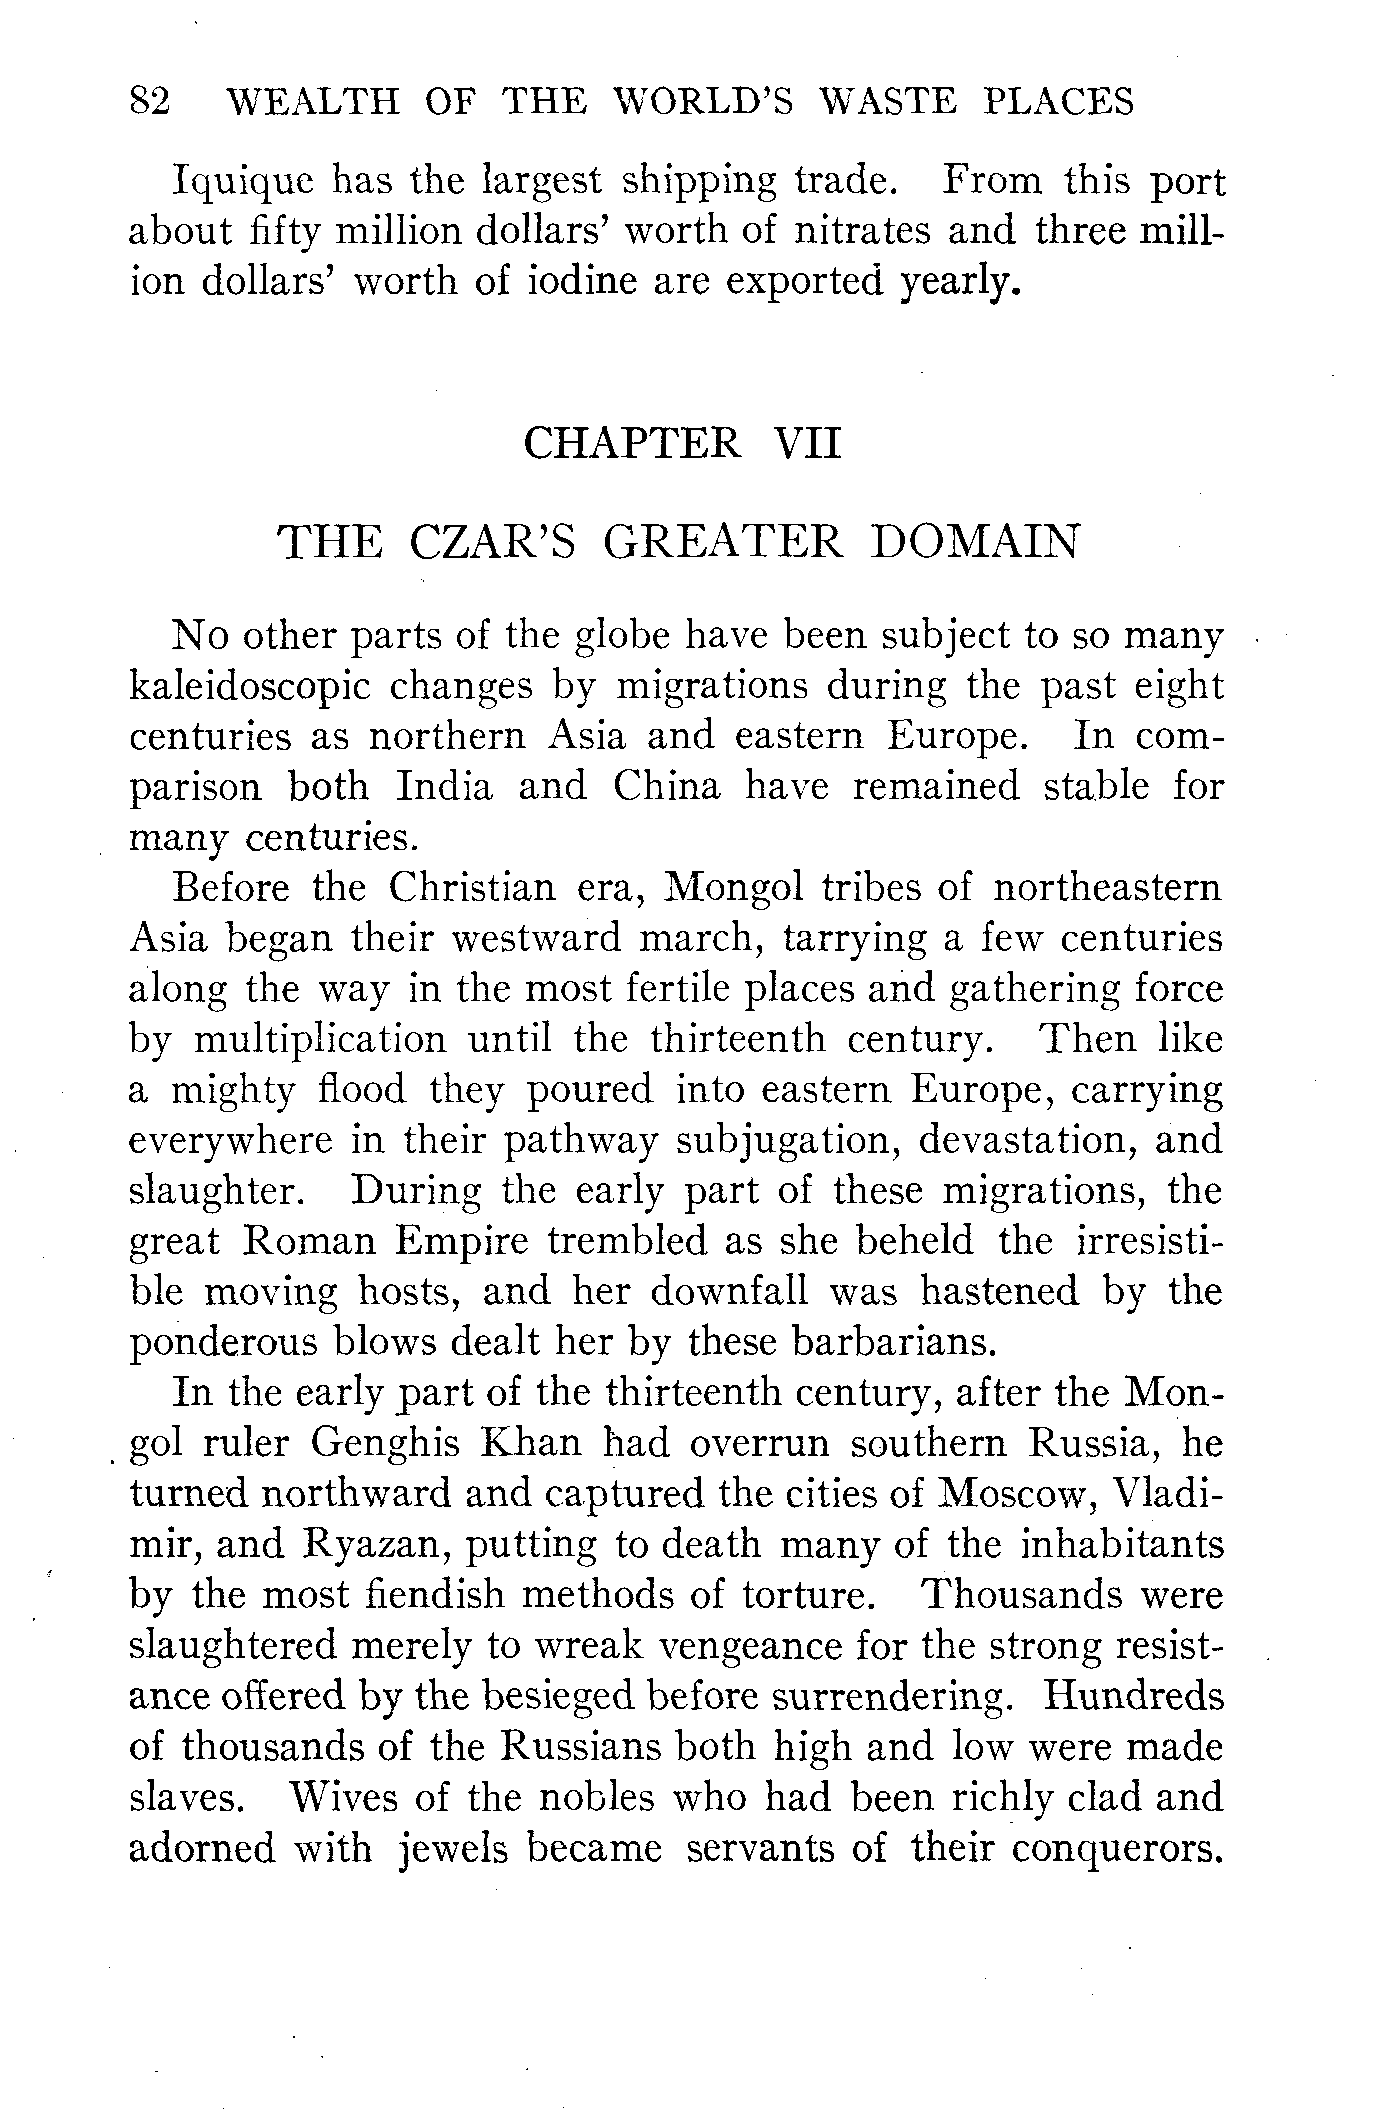 82 WEALTH OF THE WORLD'S WASTE PLACES
Iquique has the largest shipping trade. From this port
about fifty million dollars' worth of nitrates and three mill-
ion dollars' worth of iodine are exported yearly.
CHAPTER VII
THE CZAR'S GREATER DOMAIN
No other parts of the globe have been subject to so many
kaleidoscopic changes by migrations during the past eight
centuries as northern Asia and eastern Europe. In com-
parison both India and China have remained stable for
many centuries.
Before the Christian era, Mongol tribes of northeastern
Asia began their westward march, tarrying a few centuries
along the way in the most fertile places and gathering force
by multiplication until the thirteenth century. Then like
a mighty flood they poured into eastern Europe, carrying
everywhere in their pathway subjugation, devastation, and
slaughter. During the early part of these migrations, the
great Roman Empire trembled as she beheld the irresisti-
ble moving hosts, and her downfall was hastened by the
ponderous blows dealt her by these barbarians.
In the early part of the thirteenth century, after the Mon-
gol ruler Genghis Khan had overrun southern Russia, he
turned northward and captured the cities of Moscow, Vladi-
mir, and Ryazan, putting to death many of the inhabitants
by the most fiendish methods of torture. Thousands were
slaughtered merely to wreak vengeance for the strong resist-
ance offered by the besieged before surrendering. Hundreds
of thousands of the Russians both high and low were made
slaves. Wives of the nobles who had been richly clad and
adorned with jewels became servants of their conquerors.